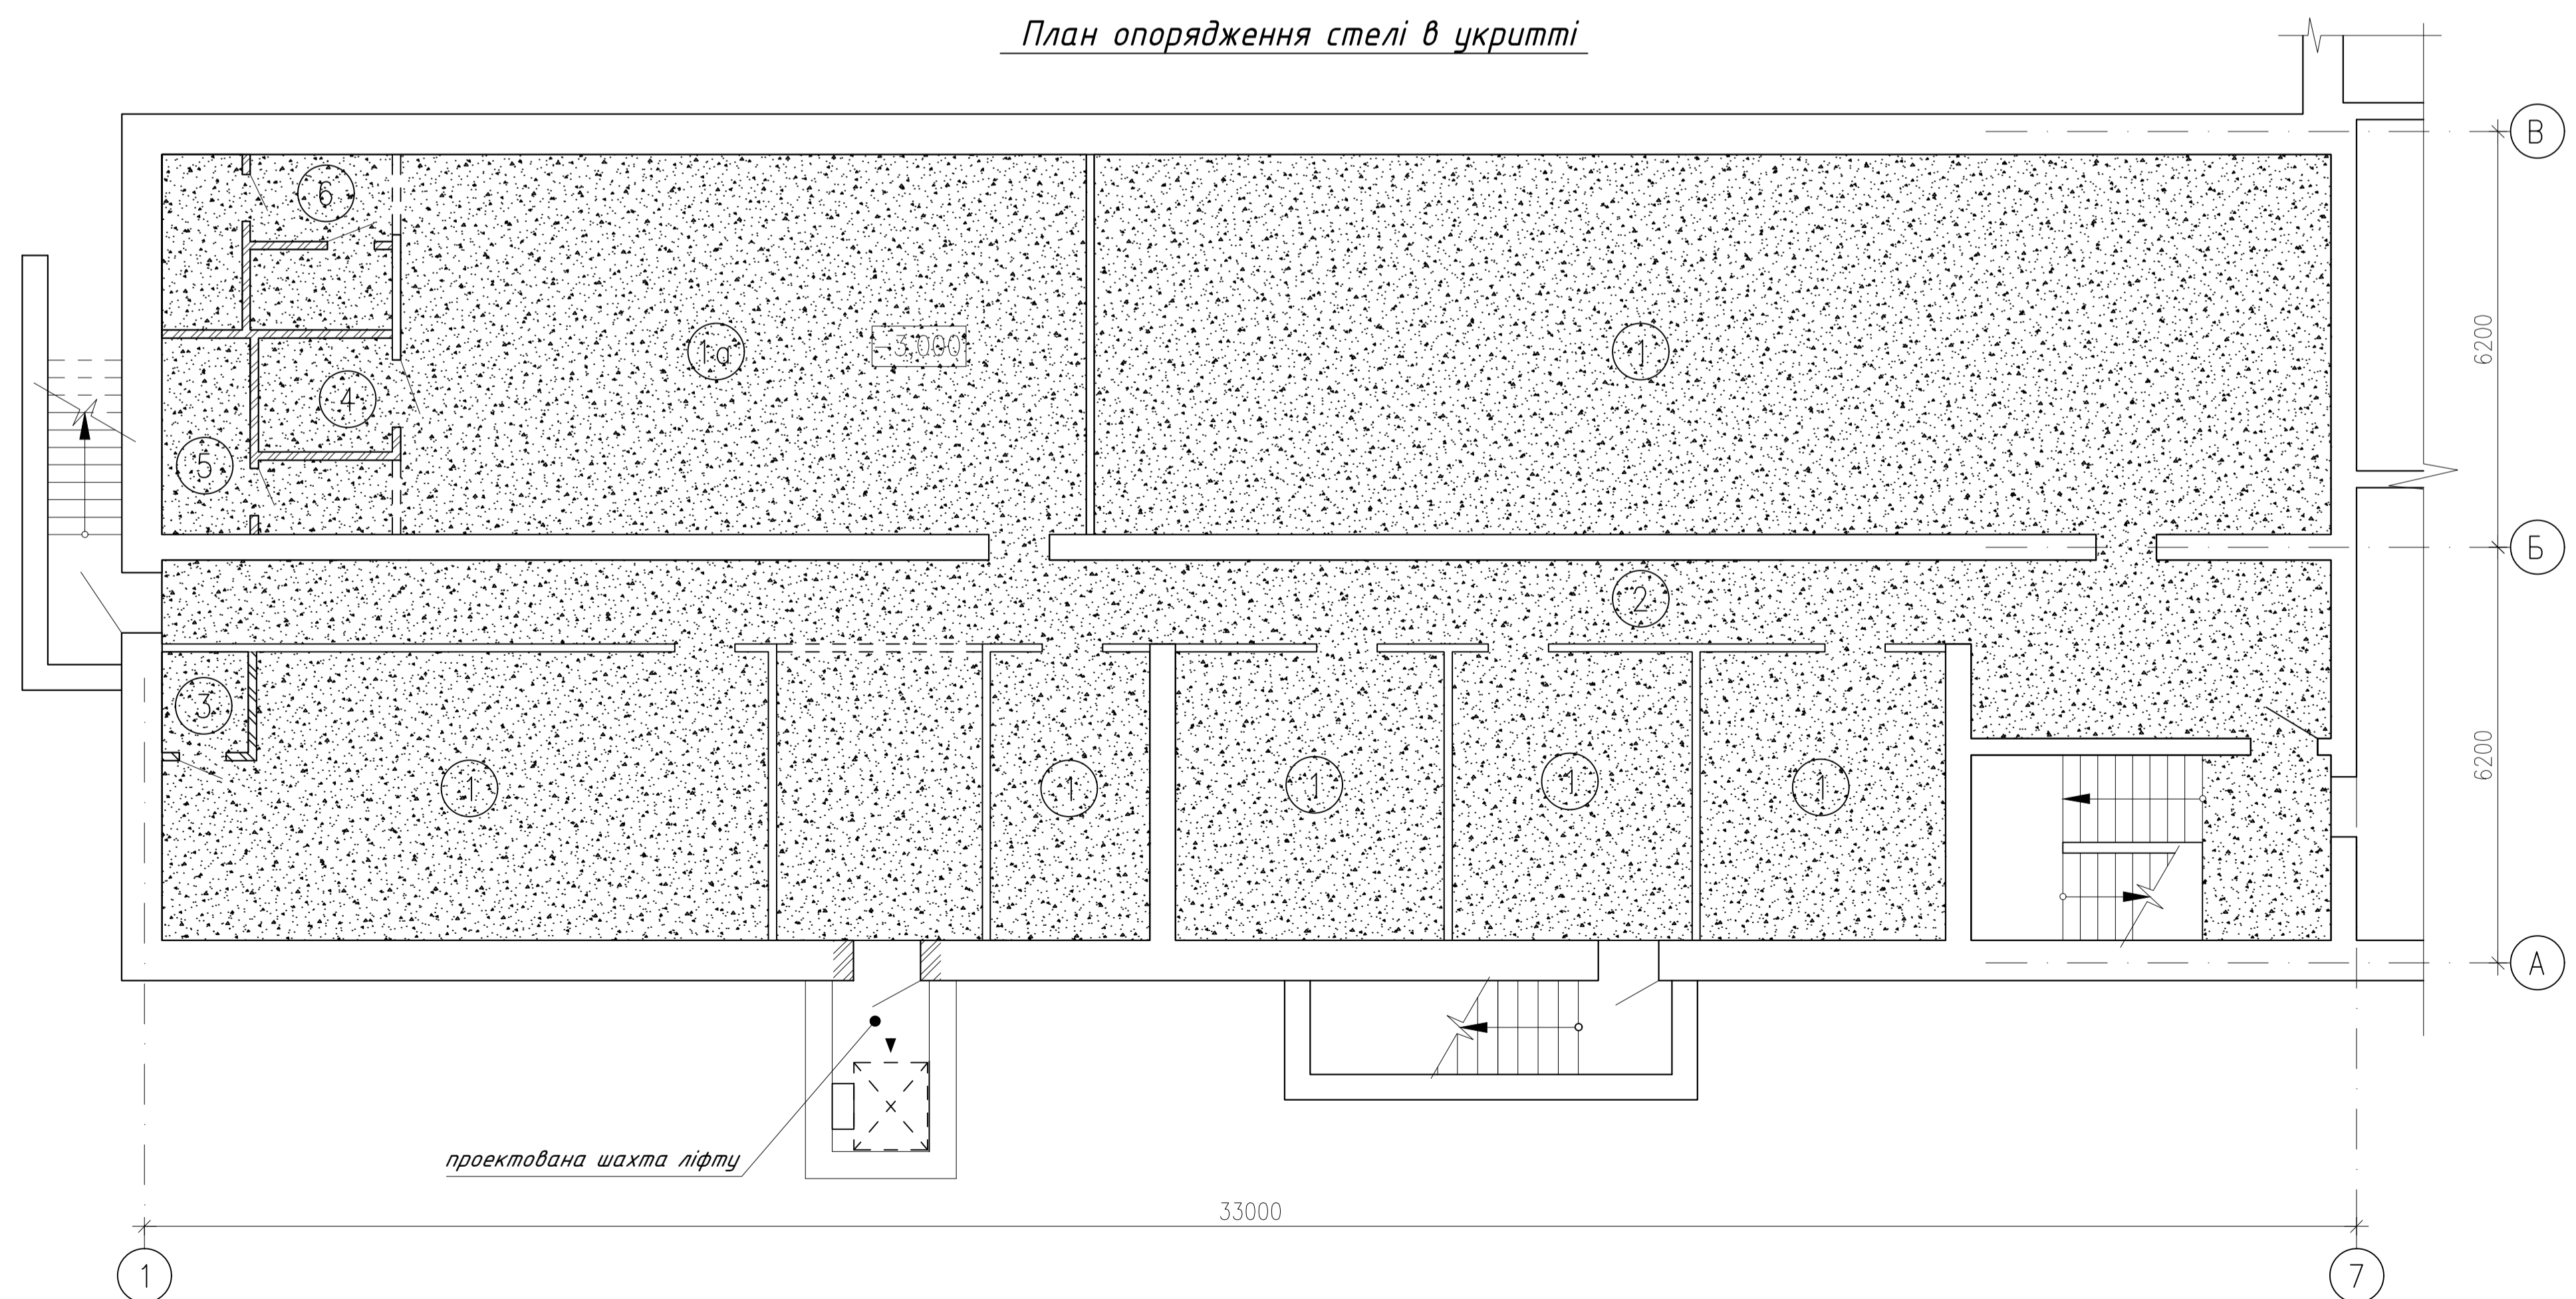 План опорядження стелі в укритті
В
6
1а
-3,000
1
6200
4
5
Б
2
3
1
1
1
1
1
6200
А
проектована шахта ліфту
33000
1
7